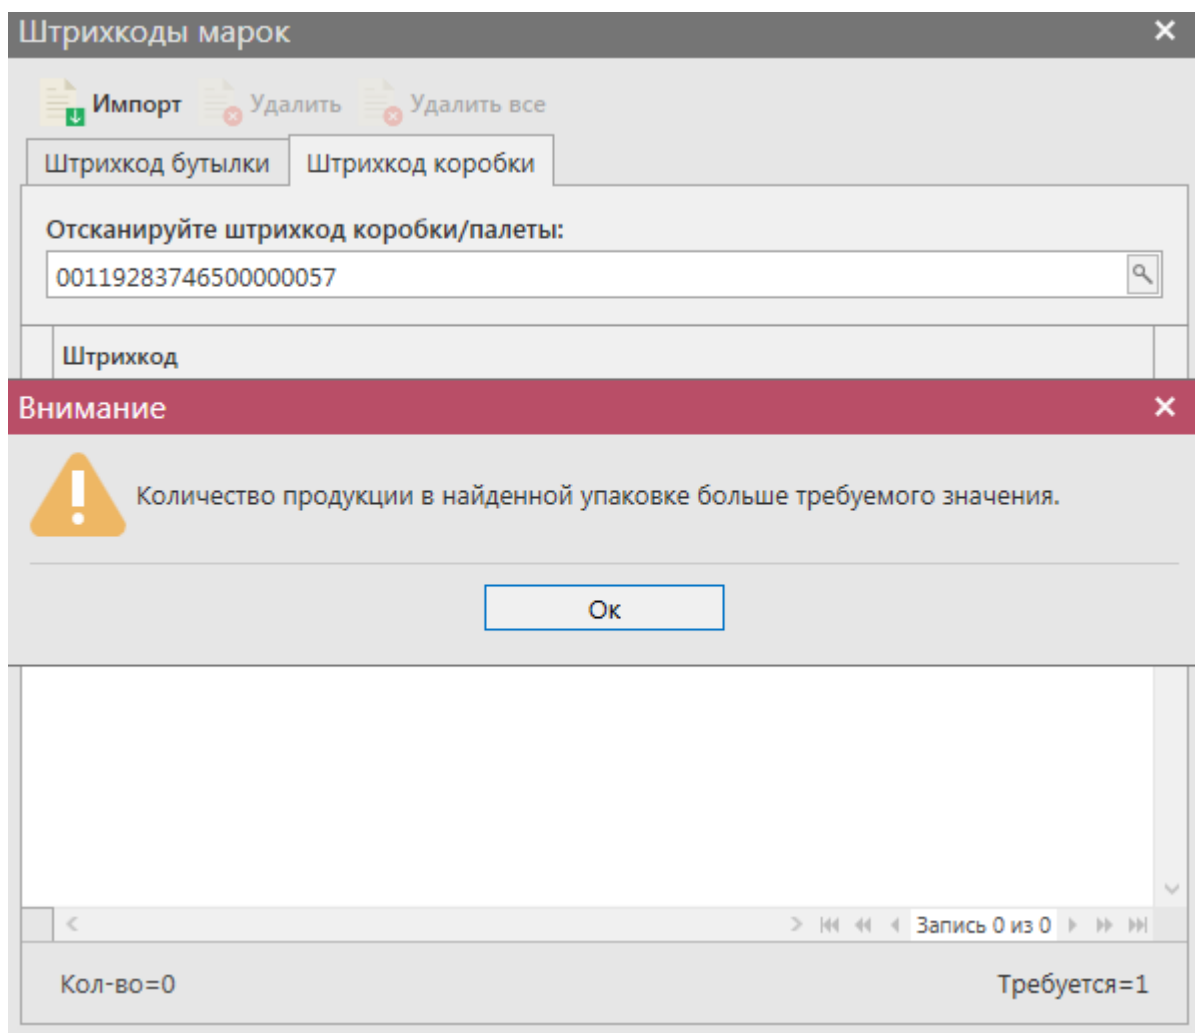 Штрихкоды марок
Импорт Удалить Удалить все
Штрихкод бутылки Штрихкод коробки
Отсканируйте штрихкод коробки/палеты:
00119283746500000057
Штрихкод
Внимание
Количество продукции в найденной упаковке больше требуемого значения.
Ок
Запись 0 из 0
Кол-во=0 Требуется=1